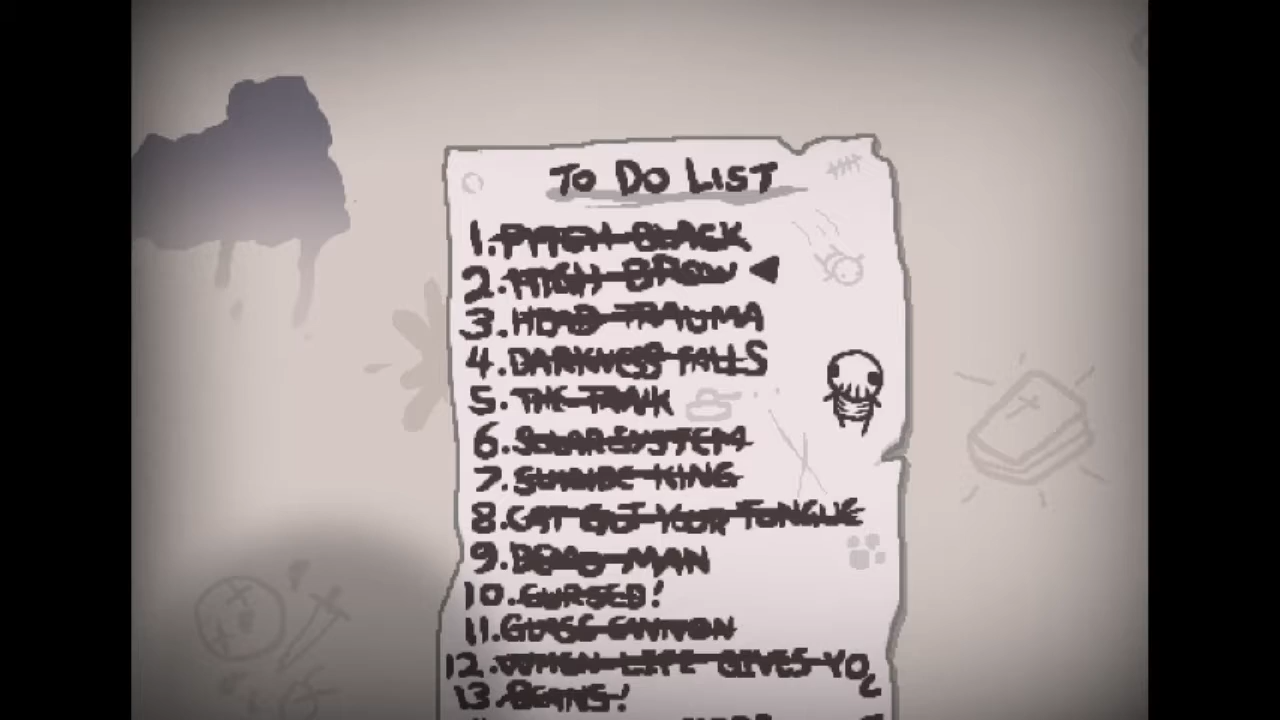 TO DO LIST
1. PITCH BLACK
2. HIGH BROW
3. HEAD TRAUMA
4. DARKNESS FALLS
5. THE TANK
6. SOLAR SYSTEM
7. SUICIDE KING
8. CAT GOT YOUR TONGUE
9. DEMO MAN
10. CURSED!
11. GLASS CANNON
12. WHEN LIFE GIVES YOU
13 BEANS!